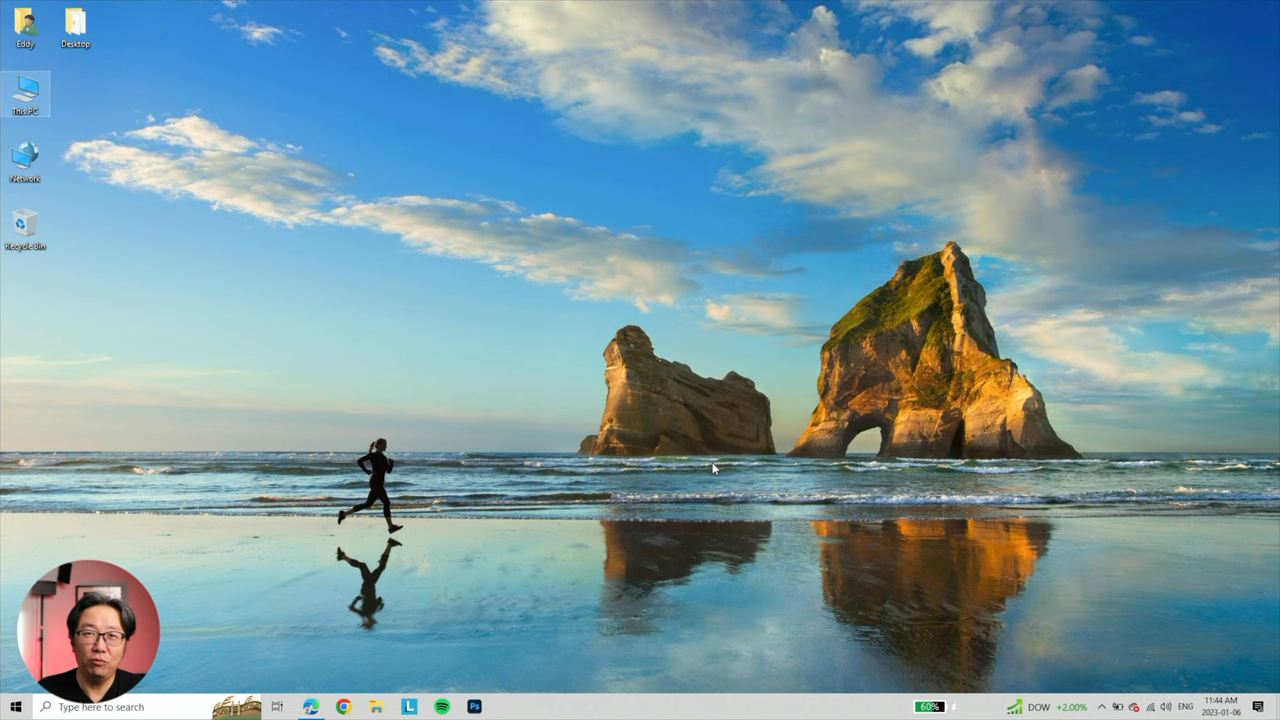 Eddy
Desktop
This PC
Network
Recycle Bin
Type here to search
L
Ps
60%
DOW +2.00%
ENG
11:44 AM
2023-01-06